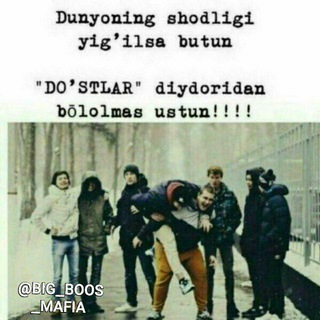 Dunyoning shodligi
yig'ilsa butun
"DO'STLAR" diydoridan
bōlolmas ustun!!!!
@BIG_BOOS
_MAFIA